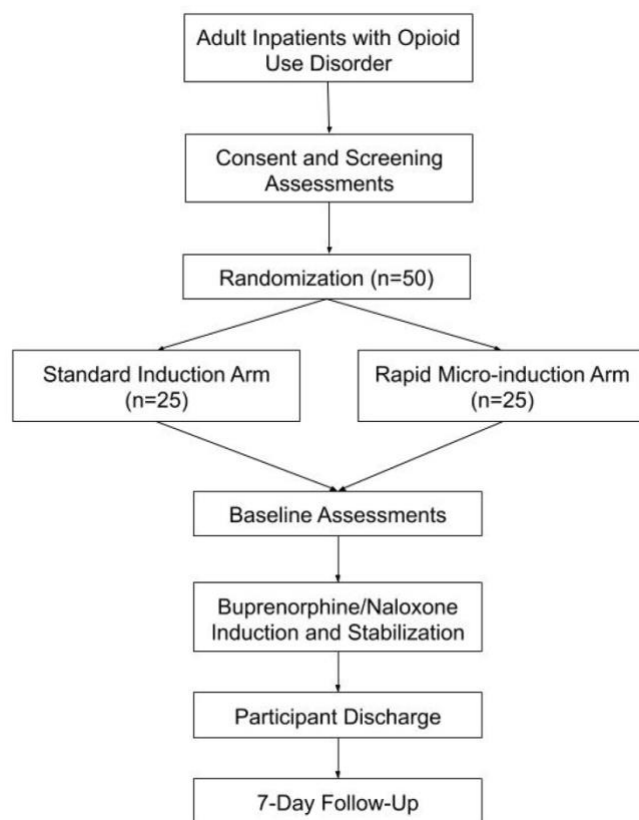 Adult Inpatients with Opioid
Use Disorder
Consent and Screening
Assessments
Randomization (n=50)
Standard Induction Arm
(n=25)
Rapid Micro-induction Arm
(n=25)
Baseline Assessments
Buprenorphine/Naloxone
Induction and Stabilization
Participant Discharge
7-Day Follow-Up